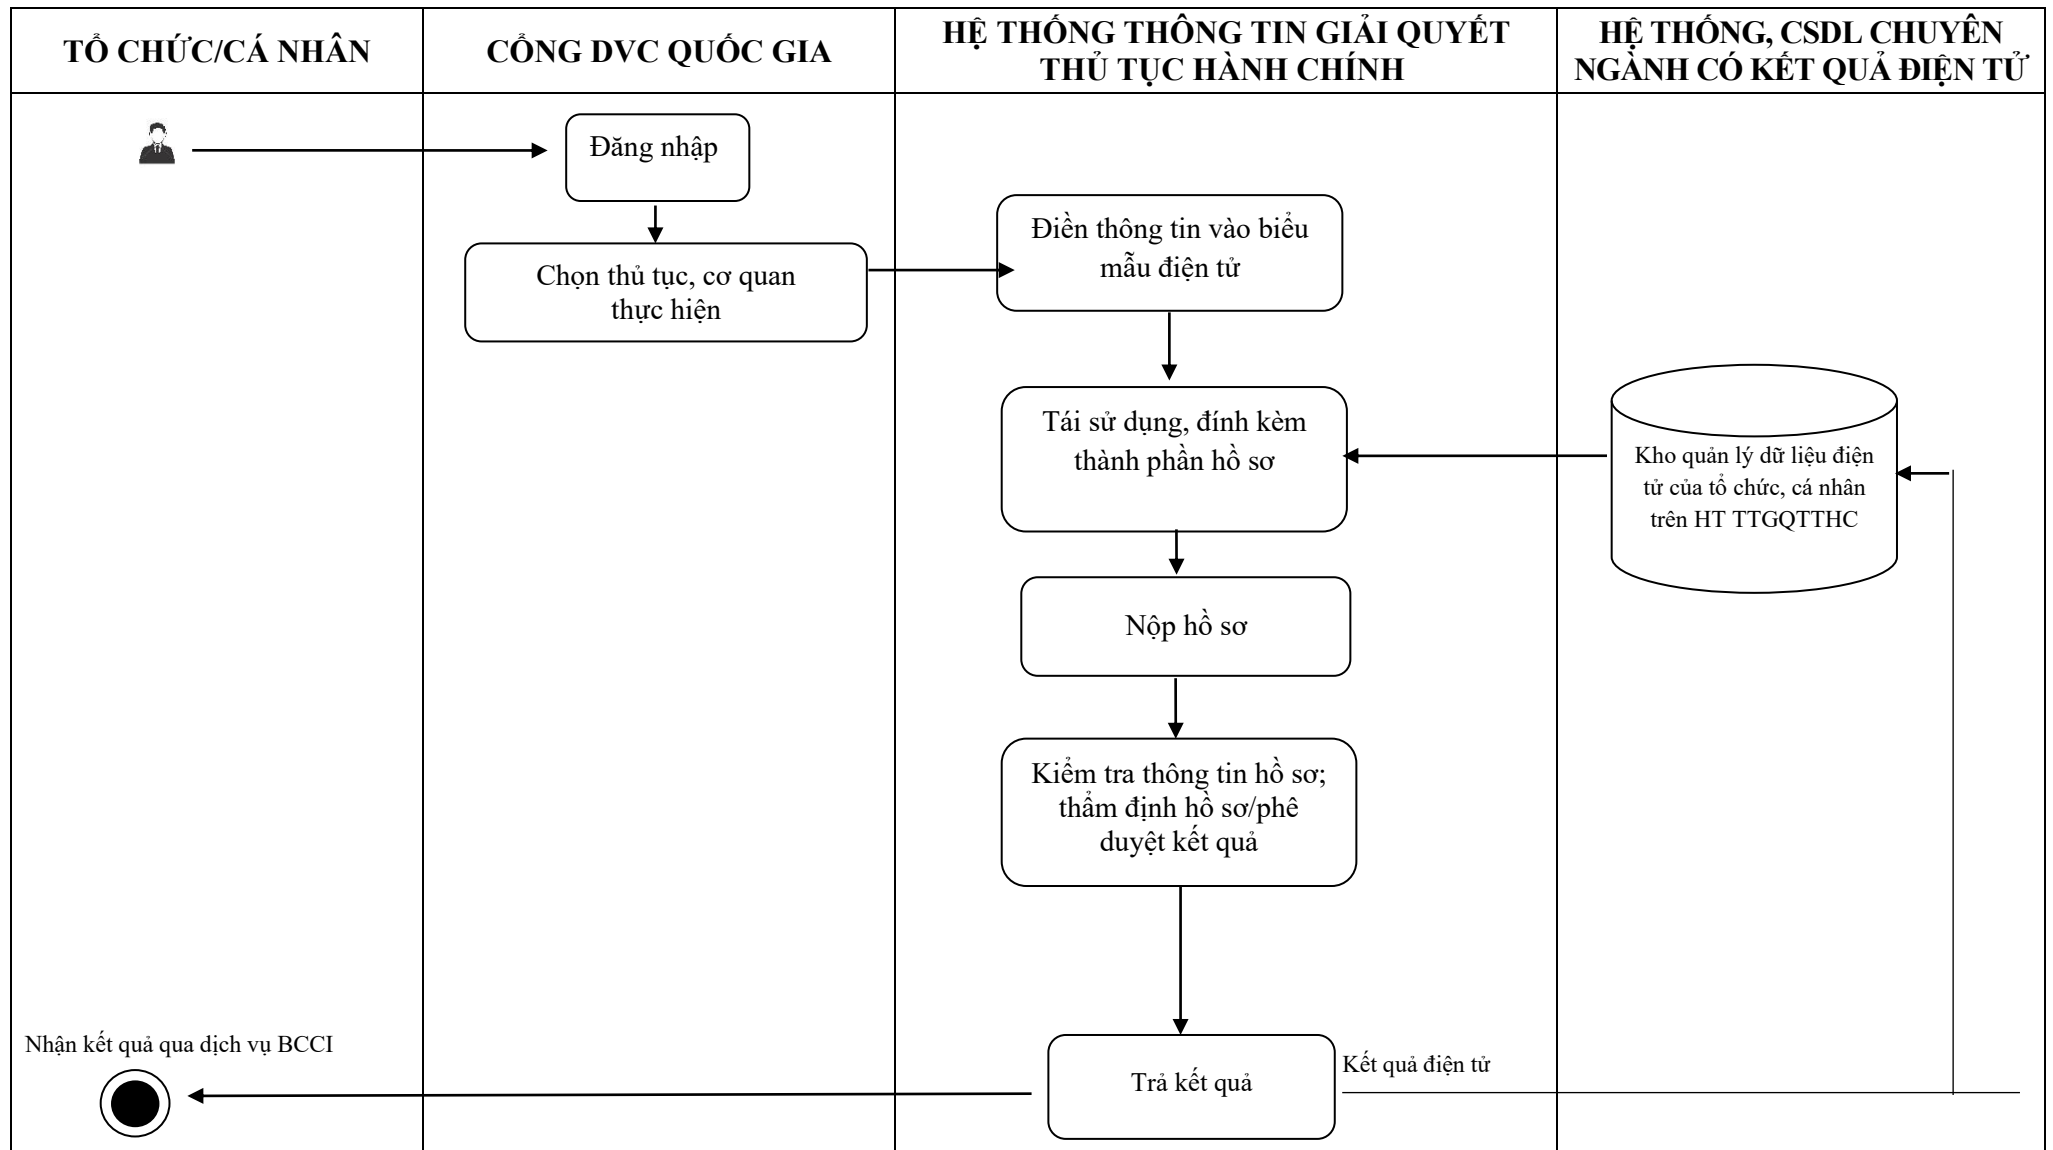 TỔ CHỨC/CÁ NHÂN
CỔNG DVC QUỐC GIA
HỆ THỐNG THÔNG TIN GIẢI QUYẾT
THỦ TỤC HÀNH CHÍNH
HỆ THỐNG, CSDL CHUYÊN
NGÀNH CÓ KẾT QUẢ ĐIỆN TỬ
Đăng nhập
Chọn thủ tục, cơ quan
thực hiện
Điền thông tin vào biểu
mẫu điện tử
Tái sử dụng, đính kèm
thành phần hồ sơ
Kho quản lý dữ liệu điện
tử của tổ chức, cá nhân
trên HT TTGQTTHC
Nộp hồ sơ
Kiểm tra thông tin hồ sơ;
thẩm định hồ sơ/phê
duyệt kết quả
Nhận kết quả qua dịch vụ BCCI
Trả kết quả
Kết quả điện tử